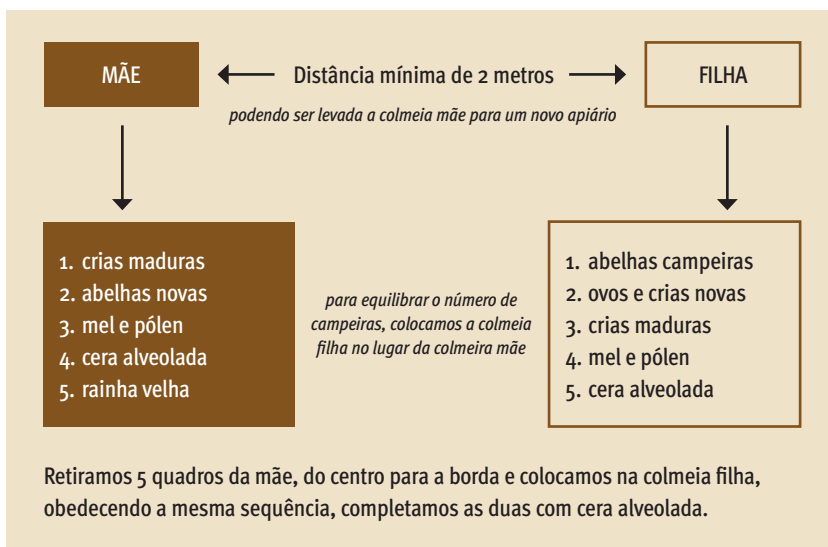 MÃE
Distância mínima de 2 metros
FILHA
podendo ser levada a colmeia mãe para um novo apiário
1. crias maduras
2. abelhas novas
3. mel e pólen
4. cera alveolada
5. rainha velha
para equilibrar o número de
campeiras, colocamos a colmeia
filha no lugar da colmeira mãe
1. abelhas campeiras
2. ovos e crias novas
3. crias maduras
4. mel e pólen
5. cera alveolada
Retiramos 5 quadros da mãe, do centro para a borda e colocamos na colmeia filha,
obedecendo a mesma sequência, completamos as duas com cera alveolada.